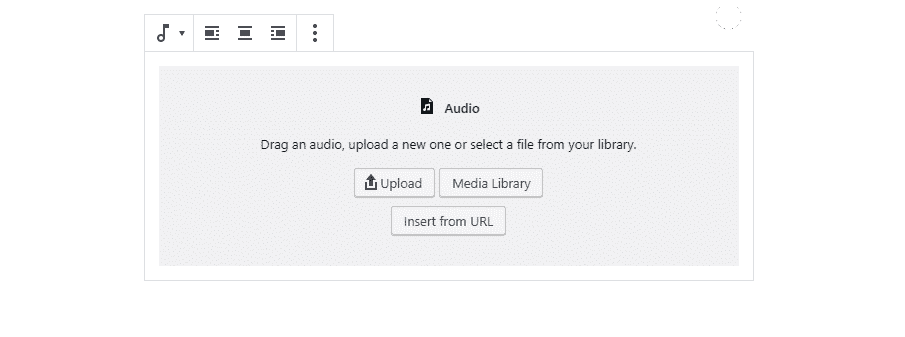 Audio
Drag an audio, upload a new one or select a file from your library.
Upload Media Library
Insert from URL